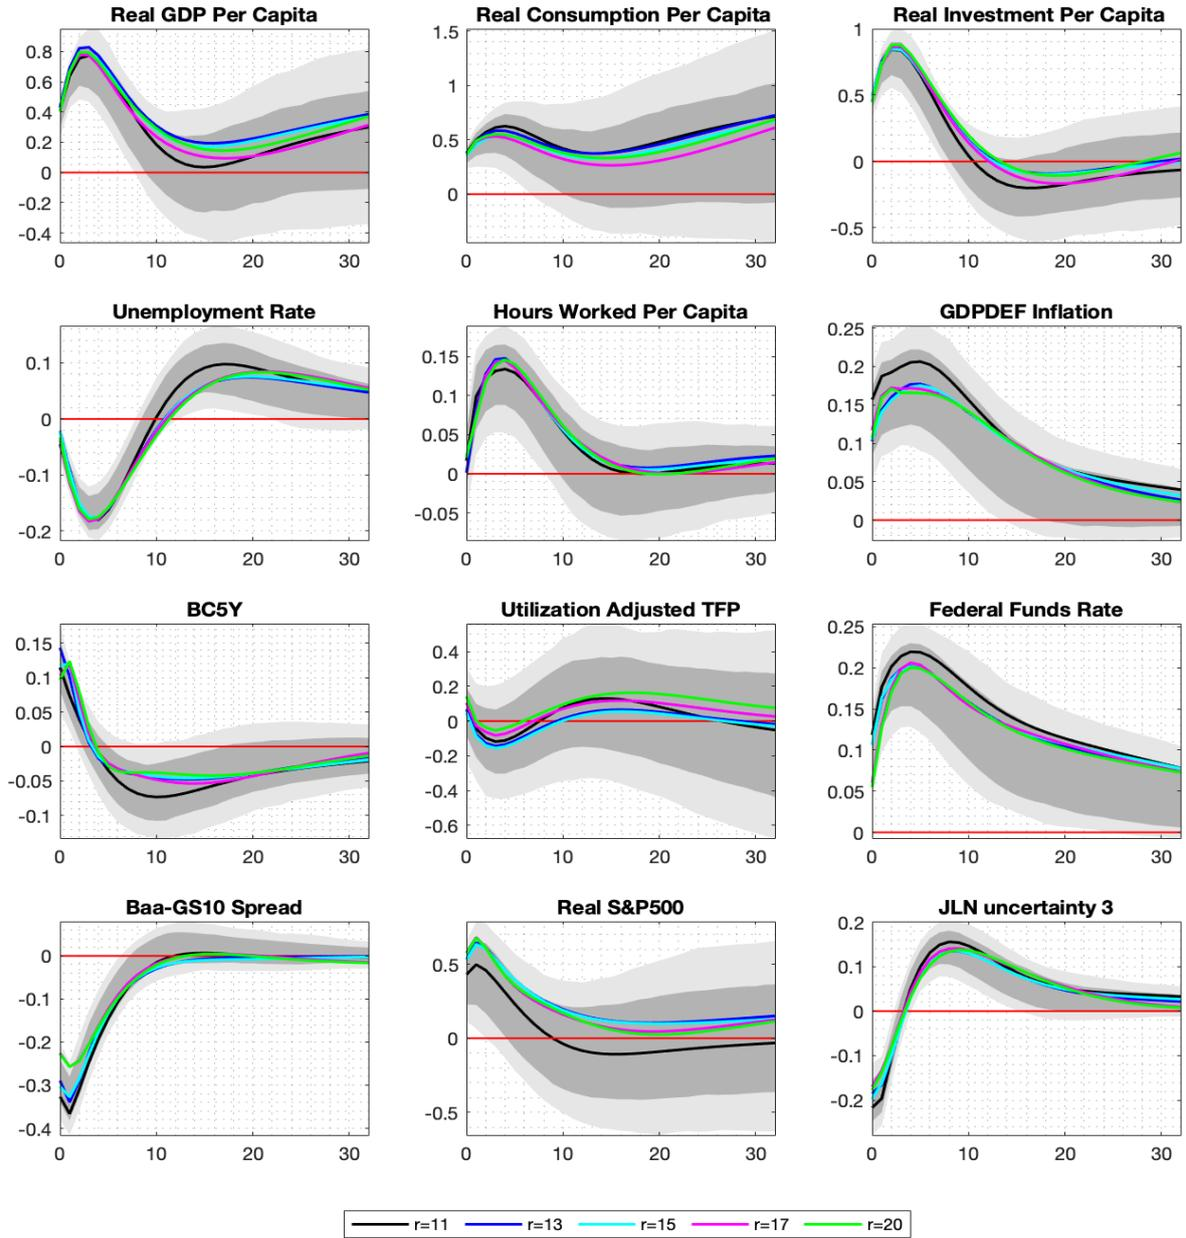 Real GDP Per Capita
0.8
0.6
0.4
0.2
0
-0.2
-0.4
0 10 20 30
Real Consumption Per Capita
1.5
1
0.5
0
0 10 20 30
Real Investment Per Capita
1
0.5
0
-0.5
0 10 20 30
Unemployment Rate
0.1
0
-0.1
-0.2
0 10 20 30
Hours Worked Per Capita
0.15
0.1
0.05
0
-0.05
0 10 20 30
GDPDEF Inflation
0.25
0.2
0.15
0.1
0.05
0
0 10 20 30
BC5Y
0.15
0.1
0.05
0
-0.05
-0.1
0 10 20 30
Utilization Adjusted TFP
0.4
0.2
0
-0.2
-0.4
-0.6
0 10 20 30
Federal Funds Rate
0.25
0.2
0.15
0.1
0.05
0
0 10 20 30
Baa-GS10 Spread
0
-0.1
-0.2
-0.3
-0.4
0 10 20 30
Real S&P500
0.5
0
-0.5
0 10 20 30
JLN uncertainty 3
0.2
0.1
0
-0.1
-0.2
0 10 20 30
r=11 r=13 r=15 r=17 r=20